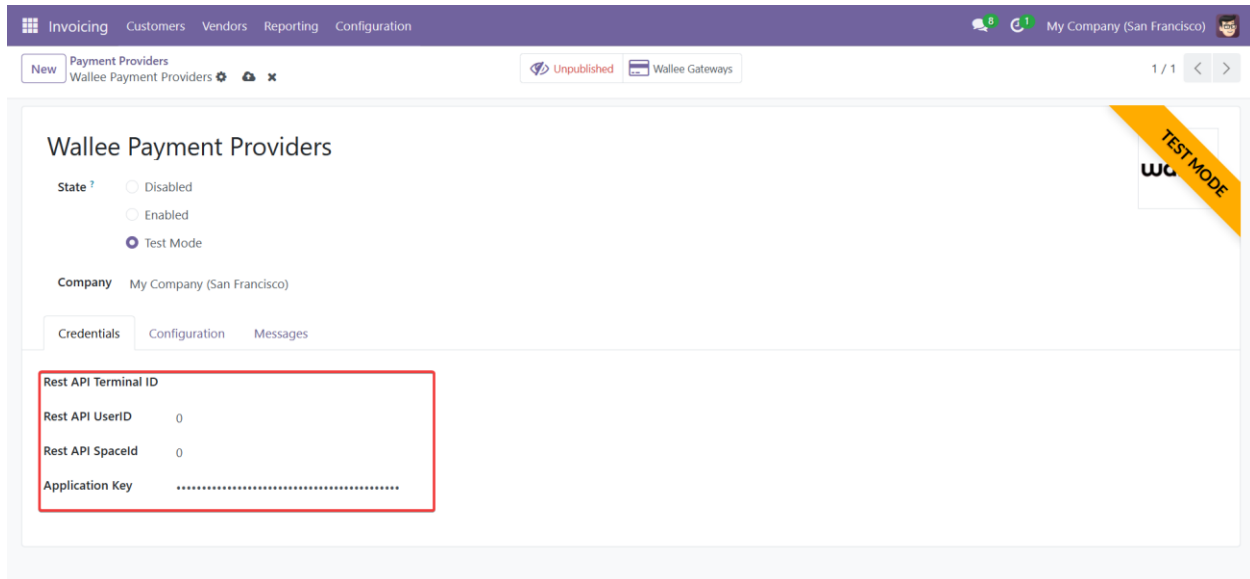 Invoicing Customers Vendors Reporting Configuration 8 1 My Company (San Francisco)
New Payment Providers
Wallee Payment Providers
Unpublished Wallee Gateways
1 / 1
Wallee Payment Providers
TEST MODE
State ?
Disabled
Enabled
Test Mode
Company My Company (San Francisco)
Credentials Configuration Messages
Rest API Terminal ID
Rest API UserID 0
Rest API SpaceId 0
Application Key